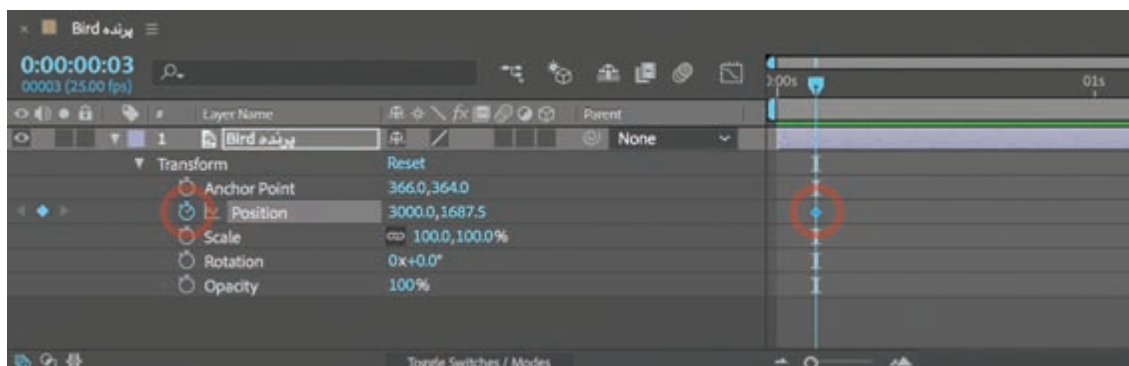 × Bird پرنده ≡
0:00:00:03
00003 (25.00 fps)
:00s 01s
# Layer Name Parent
1 Bird پرنده None
Transform Reset
Anchor Point 366.0,364.0
Position 3000.0,1687.5
Scale 100.0,100.0%
Rotation 0x+0.0°
Opacity 100%
Toggle Switches / Modes